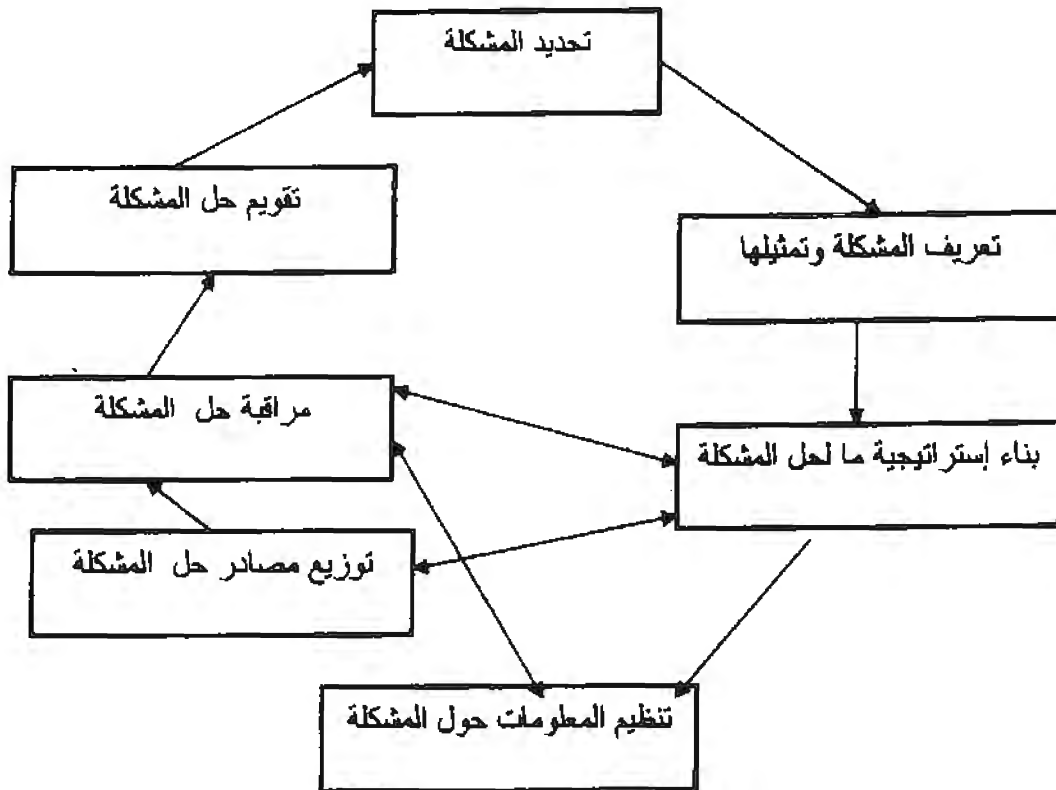 تحديد المشكلة
تقويم حل المشكلة
تعريف المشكلة وتمثيلها
مراقبة حل المشكلة
بناء إستراتيجية ما لحل المشكلة
توزيع مصادر حل المشكلة
تنظيم المعلومات حول المشكلة